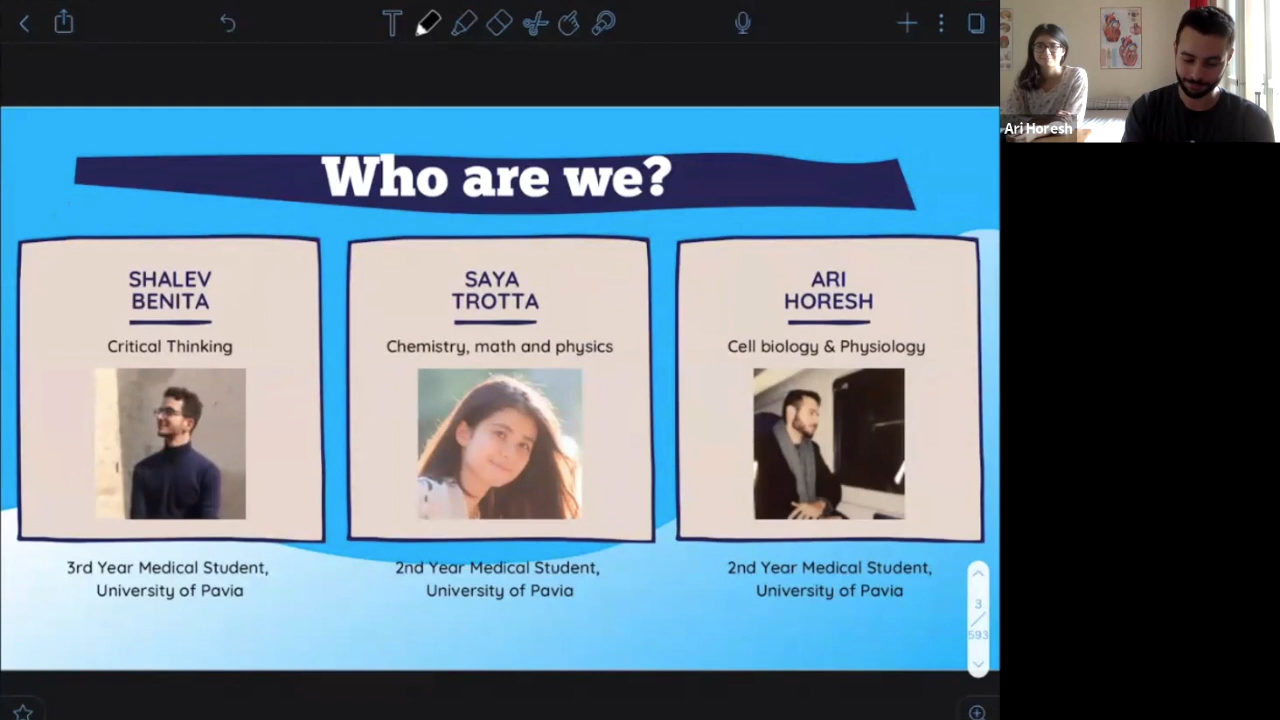 Ari Horesh
Who are we?
SHALEV
BENITA
Critical Thinking
3rd Year Medical Student,
University of Pavia
SAYA
TROTTA
Chemistry, math and physics
2nd Year Medical Student,
University of Pavia
ARI
HORESH
Cell biology & Physiology
2nd Year Medical Student,
University of Pavia
3
/
593